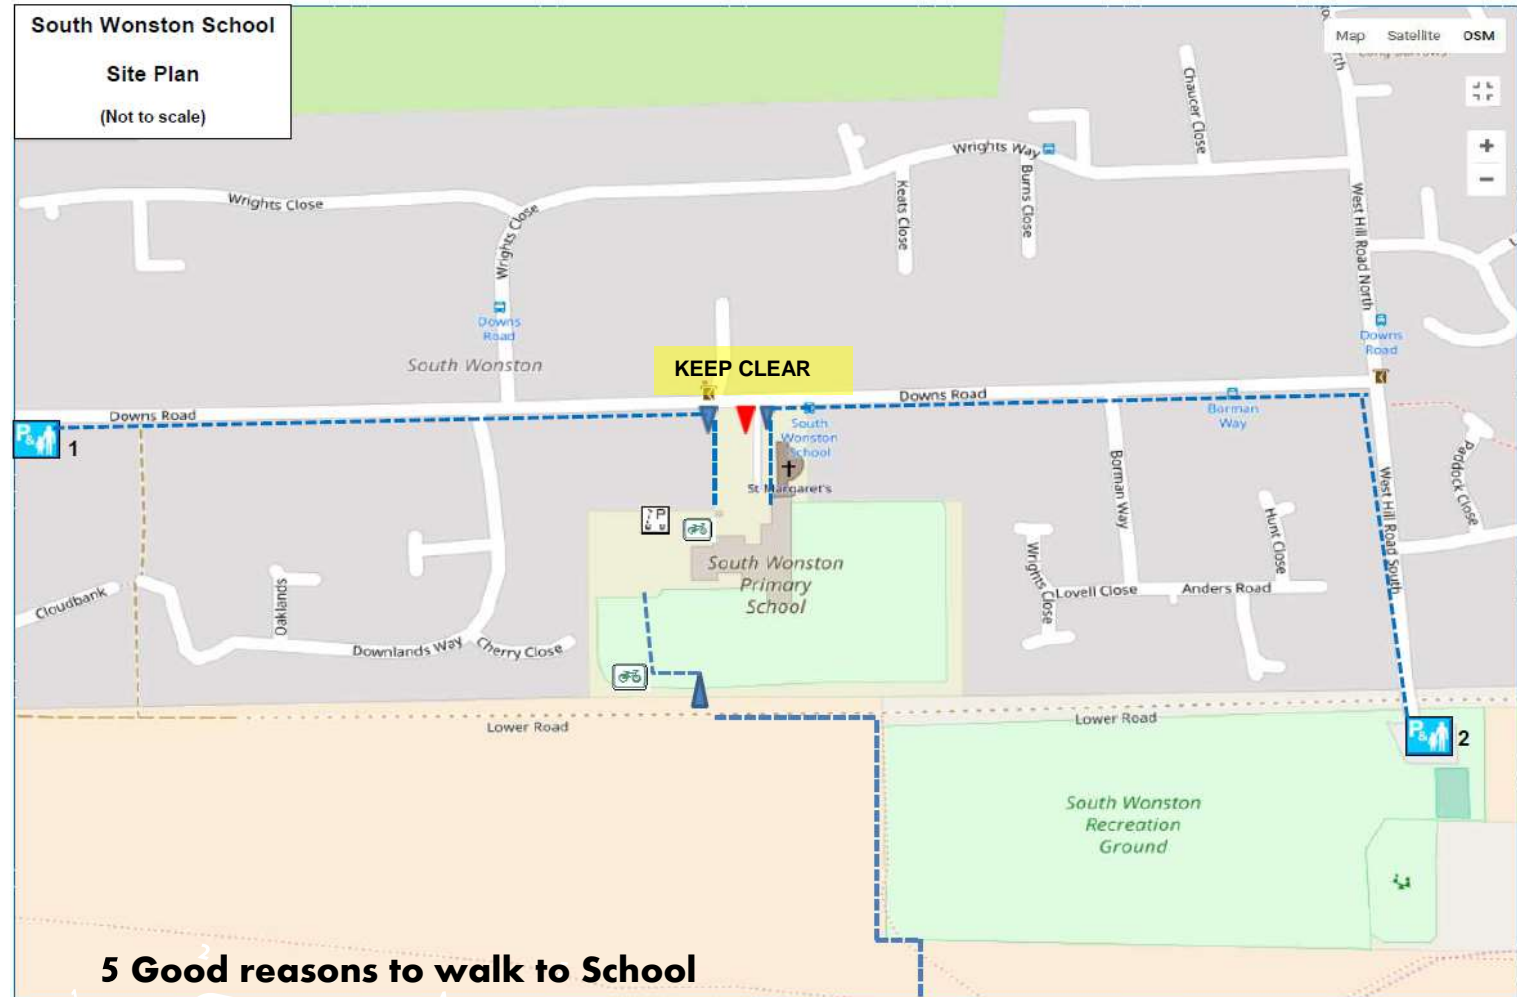 South Wonston School
Site Plan
(Not to scale)
Map Satellite OSM
Long Barrows
+
−
Chaucer Close
Wrights Way
Keats Close
Burns Close
West Hill Road North
Wrights Close
Wrights Close
Downs
Road
Downs
Road
South Wonston
KEEP CLEAR
Downs Road
Downs Road
Borman
Way
P& 1
South
Wonston
School
St Margaret's
P
South Wonston
Primary
School
Borman Way
Hunt Close
West Hill Road South
Paddock Close
Cloudbank
Oaklands
Downlands Way
Cherry Close
Wrights Close
Lovell Close
Anders Road
Lower Road
Lower Road
P& 2
South Wonston
Recreation
Ground
2
5 Good reasons to walk to School